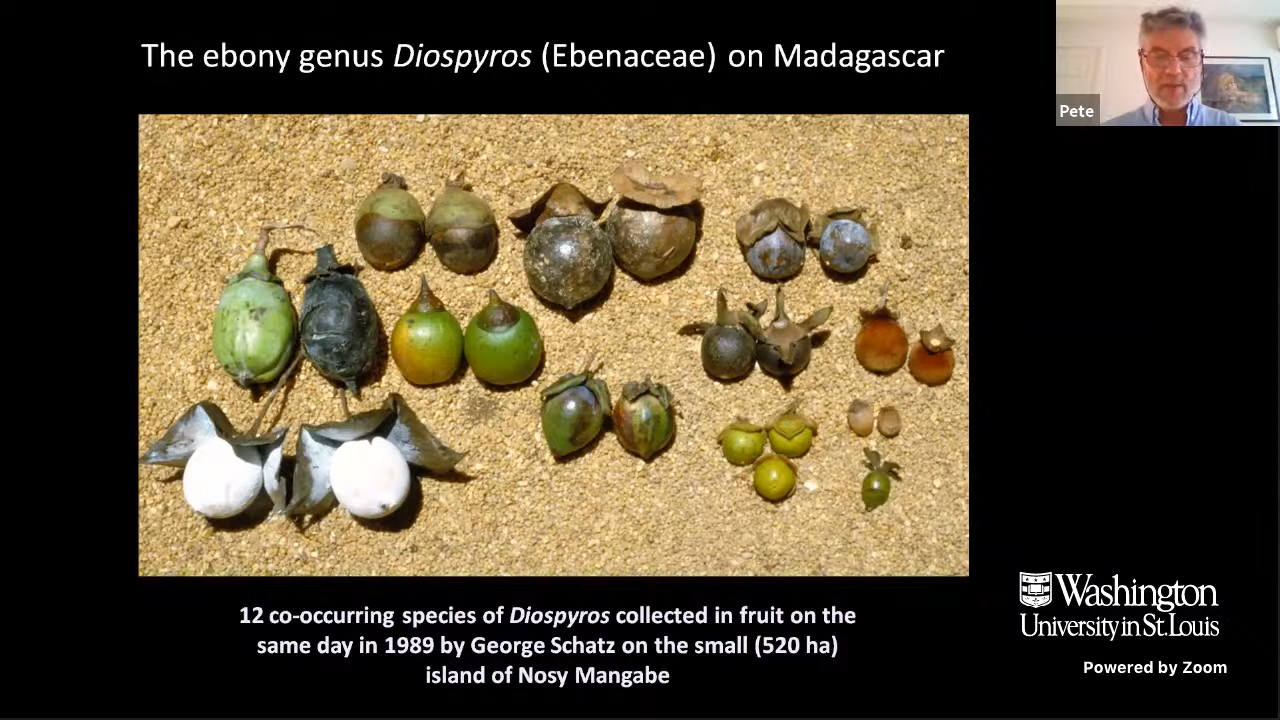 The ebony genus Diospyros (Ebenaceae) on Madagascar
Pete
12 co-occurring species of Diospyros collected in fruit on the
same day in 1989 by George Schatz on the small (520 ha)
island of Nosy Mangabe
Washington
University in St. Louis
Powered by Zoom